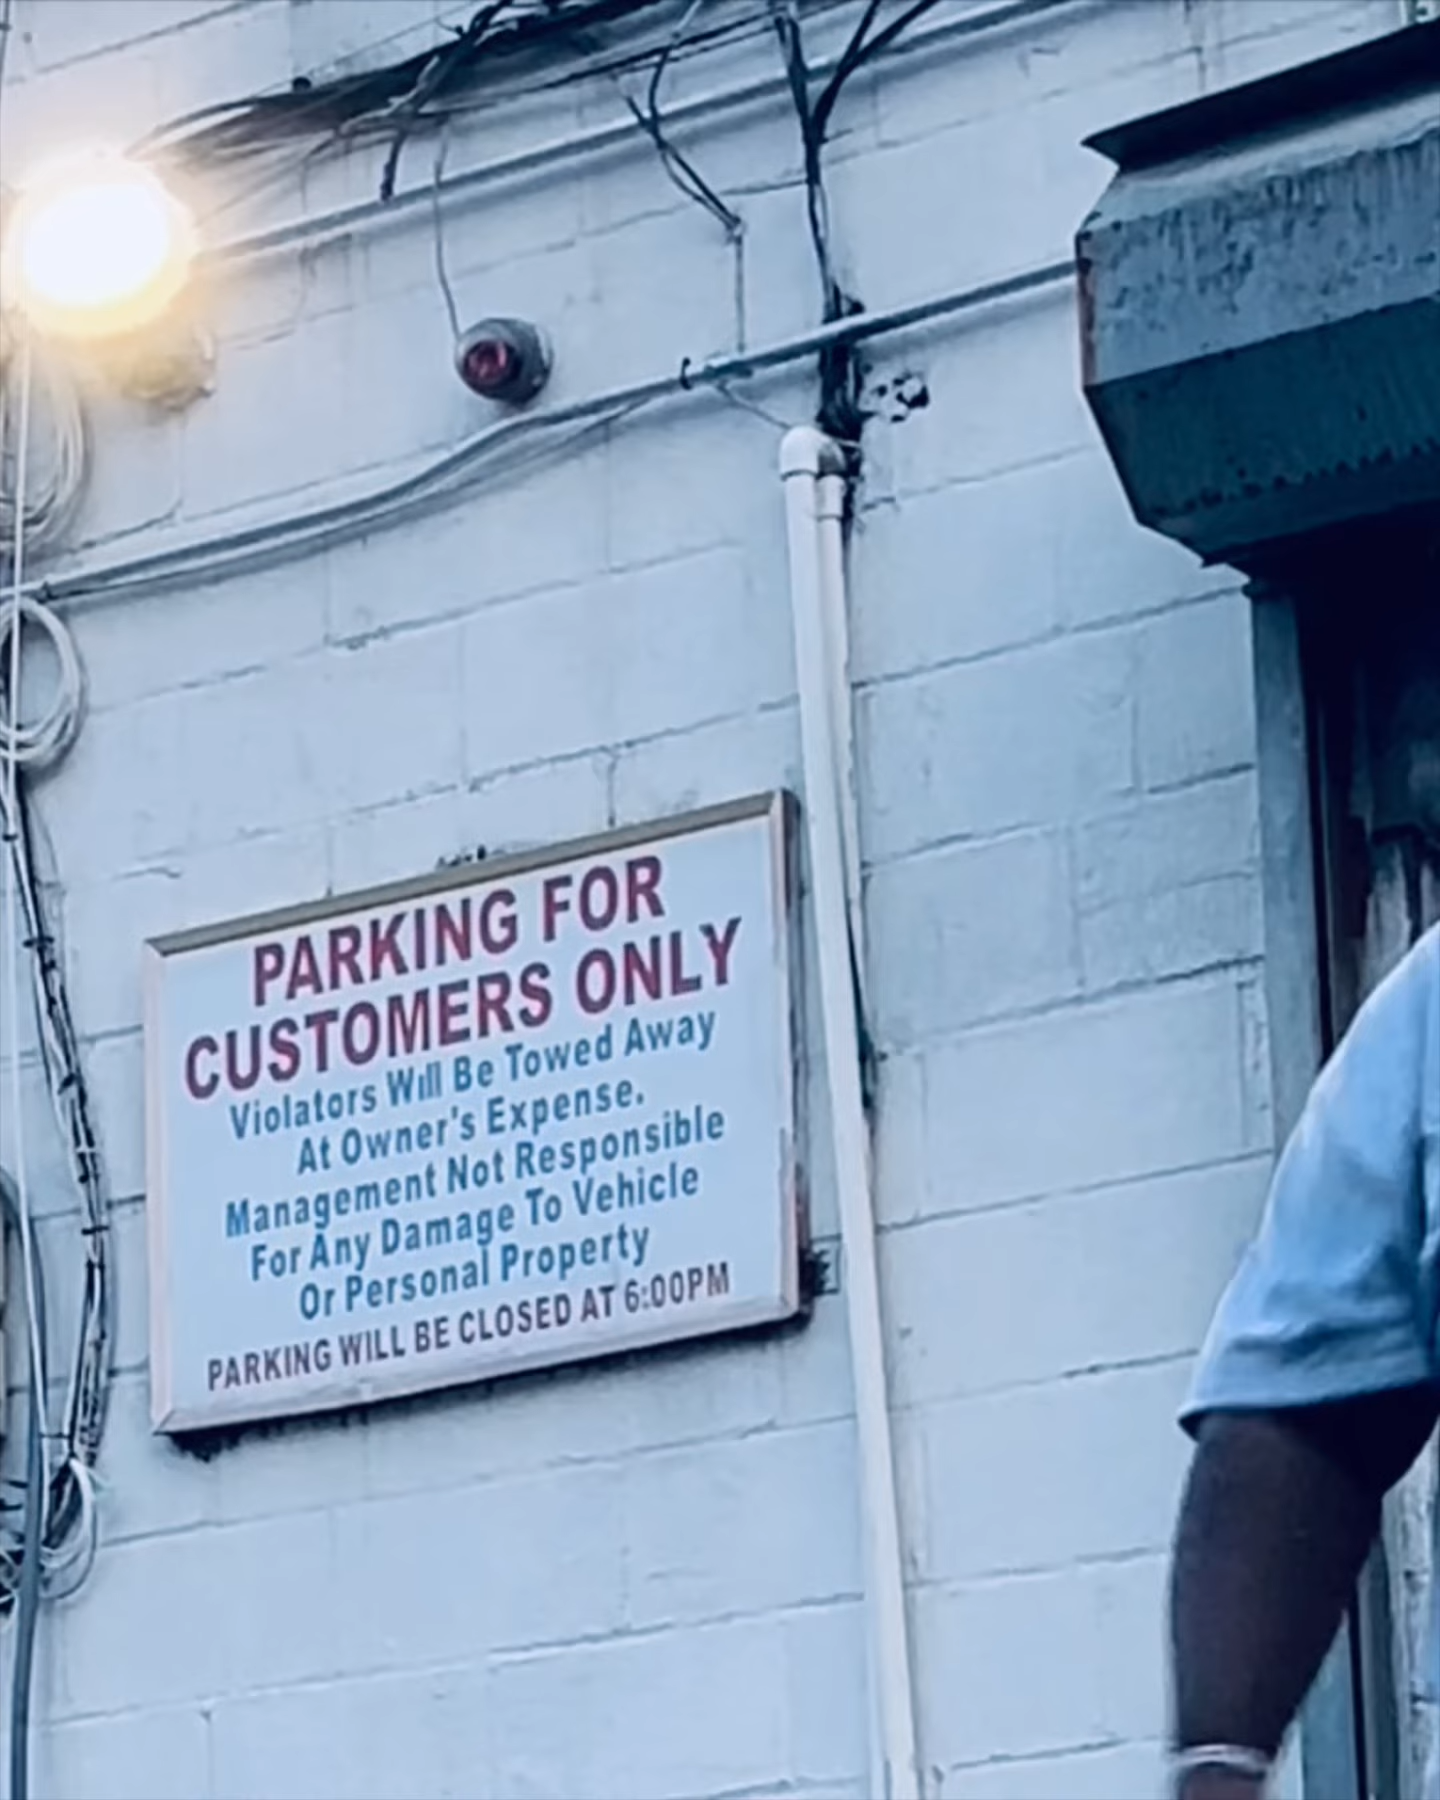 PARKING FOR
CUSTOMERS ONLY
Violators Will Be Towed Away
At Owner's Expense.
Management Not Responsible
For Any Damage To Vehicle
Or Personal Property
PARKING WILL BE CLOSED AT 6:00PM